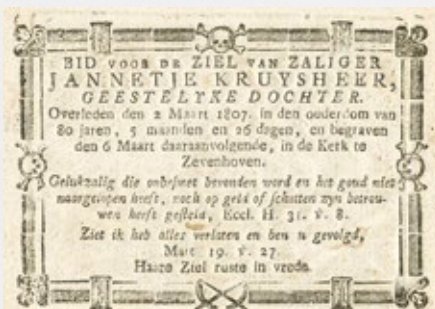 BID VOOR DE ZIEL VAN ZALIGER
JANNETJE KRUYSHEER,
GEESTELYKE DOCHTER.
Overleden den 2 Maart 1807. in den ouderdom van
80 jaren, 5 maanden en 26 dagen, en begraven
den 6 Maart daaraanvolgende, in de Kerk te
Zevenhoven.
Gelukzalig die onbesmet bevonden word en het goud niet
naargelopen heeft, noch op geld of schatten zyn betrou-
wen heeft gesteld, Eccl. H. 31. ℣. 8.
Ziet ik heb alles verlaten en ben u gevolgd,
Matt. 19. ℣. 27.
Haare Ziel ruste in vrede.